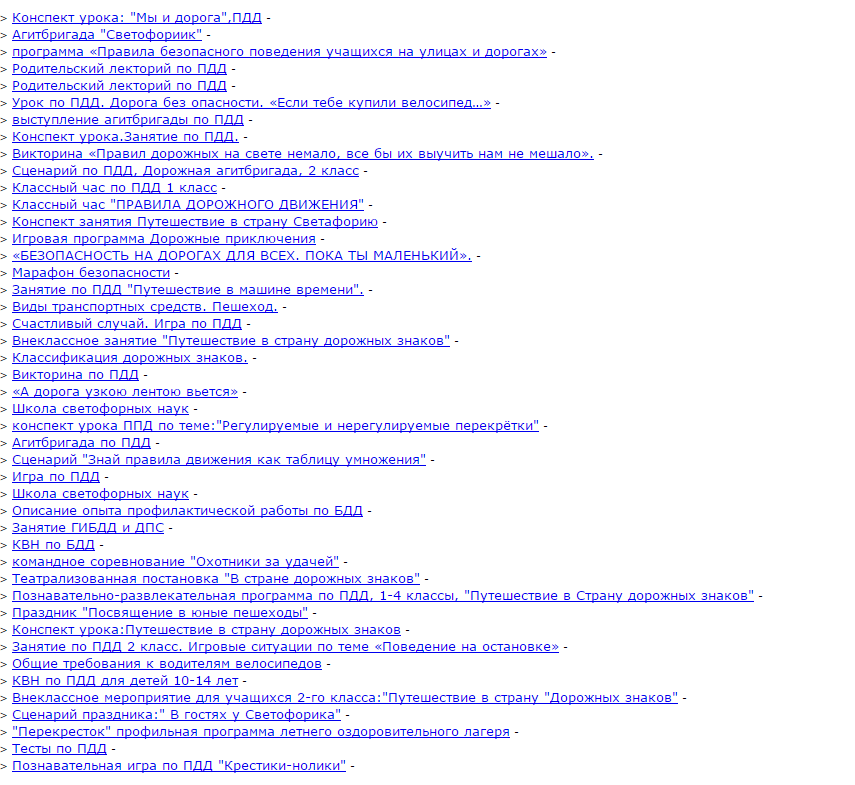 > Конспект урока: "Мы и дорога",ПДД -
> Агитбригада "Светофориик" -
> программа «Правила безопасного поведения учащихся на улицах и дорогах» -
> Родительский лекторий по ПДД -
> Родительский лекторий по ПДД -
> Урок по ПДД. Дорога без опасности. «Если тебе купили велосипед…» -
> выступление агитбригады по ПДД -
> Конспект урока.Занятие по ПДД. -
> Викторина «Правил дорожных на свете немало, все бы их выучить нам не мешало». -
> Сценарий по ПДД, Дорожная агитбригада, 2 класс -
> Классный час по ПДД 1 класс -
> Классный час "ПРАВИЛА ДОРОЖНОГО ДВИЖЕНИЯ" -
> Конспект занятия Путешествие в страну Светафорию -
> Игровая программа Дорожные приключения -
> «БЕЗОПАСНОСТЬ НА ДОРОГАХ ДЛЯ ВСЕХ. ПОКА ТЫ МАЛЕНЬКИЙ». -
> Марафон безопасности -
> Занятие по ПДД "Путешествие в машине времени". -
> Виды транспортных средств. Пешеход. -
> Счастливый случай. Игра по ПДД -
> Внеклассное занятие "Путешествие в страну дорожных знаков" -
> Классификация дорожных знаков. -
> Викторина по ПДД -
> «А дорога узкою лентою вьется» -
> Школа светофорных наук -
> конспект урока ППД по теме:"Регулируемые и нерегулируемые перекрётки" -
> Агитбригада по ПДД -
> Сценарий "Знай правила движения как таблицу умножения" -
> Игра по ПДД -
> Школа светофорных наук -
> Описание опыта профилактической работы по БДД -
> Занятие ГИБДД и ДПС -
> КВН по БДД -
> командное соревнование "Охотники за удачей" -
> Театрализованная постановка "В стране дорожных знаков" -
> Познавательно-развлекательная программа по ПДД, 1-4 классы, "Путешествие в Страну дорожных знаков" -
> Праздник "Посвящение в юные пешеходы" -
> Конспект урока:Путешествие в страну дорожных знаков -
> Занятие по ПДД 2 класс. Игровые ситуации по теме «Поведение на остановке» -
> Общие требования к водителям велосипедов -
> КВН по ПДД для детей 10-14 лет -
> Внеклассное мероприятие для учащихся 2-го класса:"Путешествие в страну "Дорожных знаков" -
> Сценарий праздника:" В гостях у Светофорика" -
> "Перекресток" профильная программа летнего оздоровительного лагеря -
> Тесты по ПДД -
> Познавательная игра по ПДД "Крестики-нолики" -